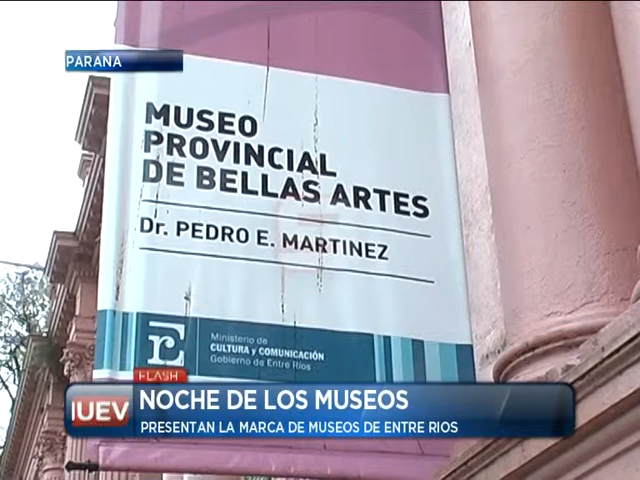 PARANA
MUSEO
PROVINCIAL
DE BELLAS ARTES
Dr. PEDRO E. MARTINEZ
Ministerio de
CULTURA y COMUNICACIÓN
Gobierno de Entre Ríos
FLASH
IUEV
NOCHE DE LOS MUSEOS
PRESENTAN LA MARCA DE MUSEOS DE ENTRE RIOS